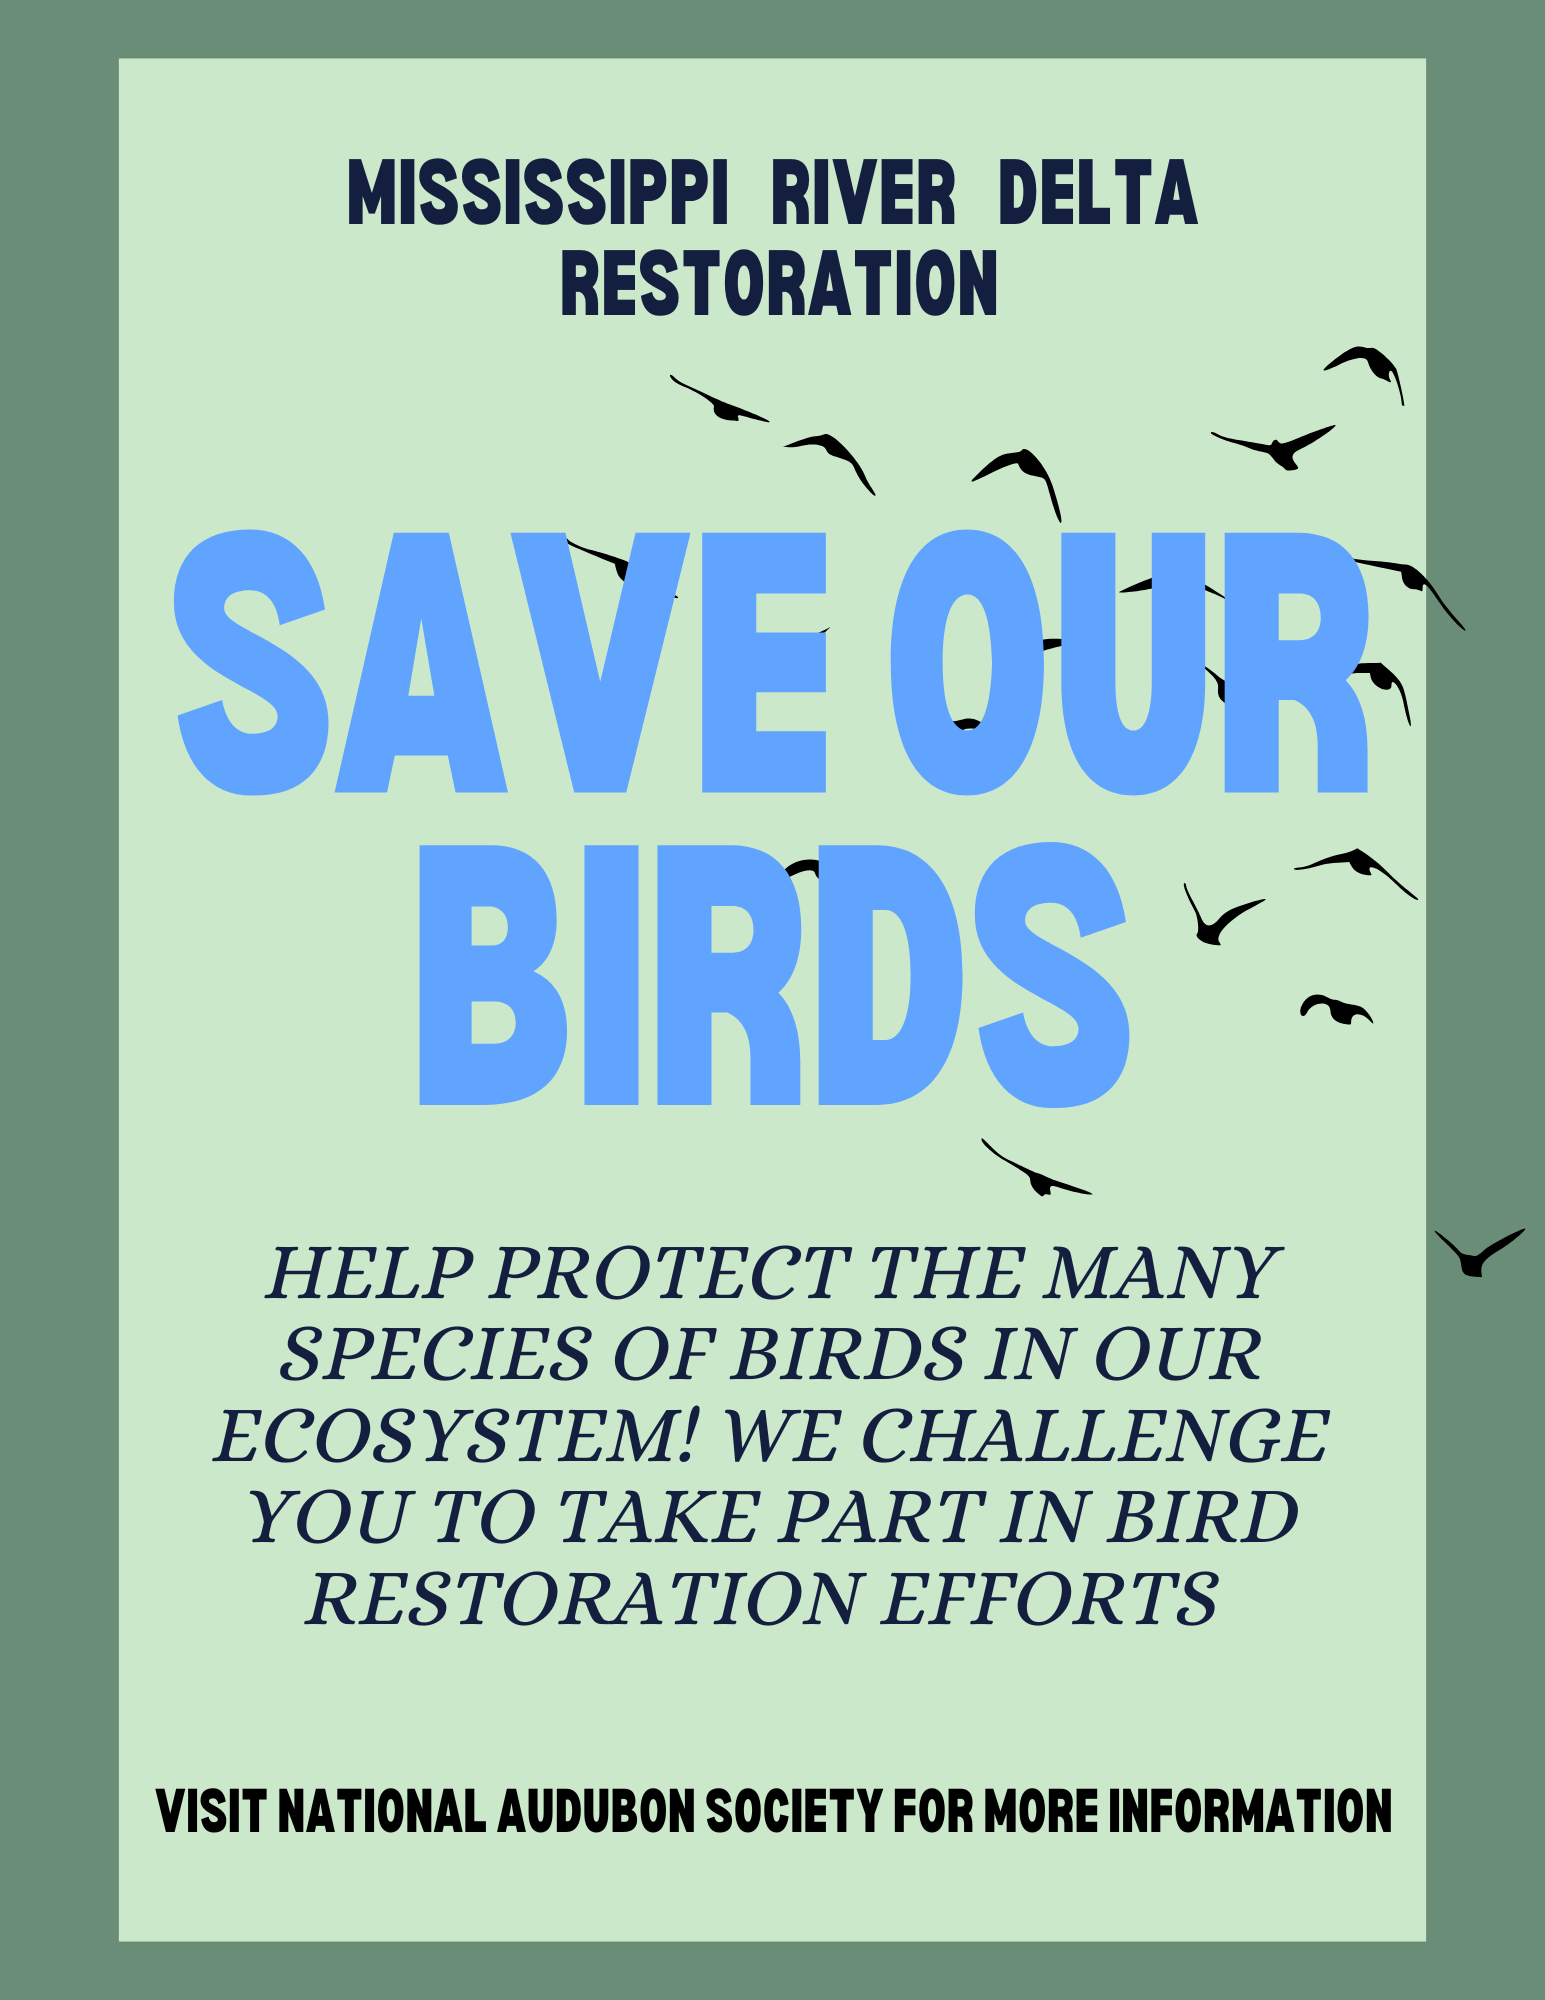 MISSISSIPPI RIVER DELTA
RESTORATION
SAVE OUR
BIRDS
HELP PROTECT THE MANY
SPECIES OF BIRDS IN OUR
ECOSYSTEM! WE CHALLENGE
YOU TO TAKE PART IN BIRD
RESTORATION EFFORTS
VISIT NATIONAL AUDUBON SOCIETY FOR MORE INFORMATION